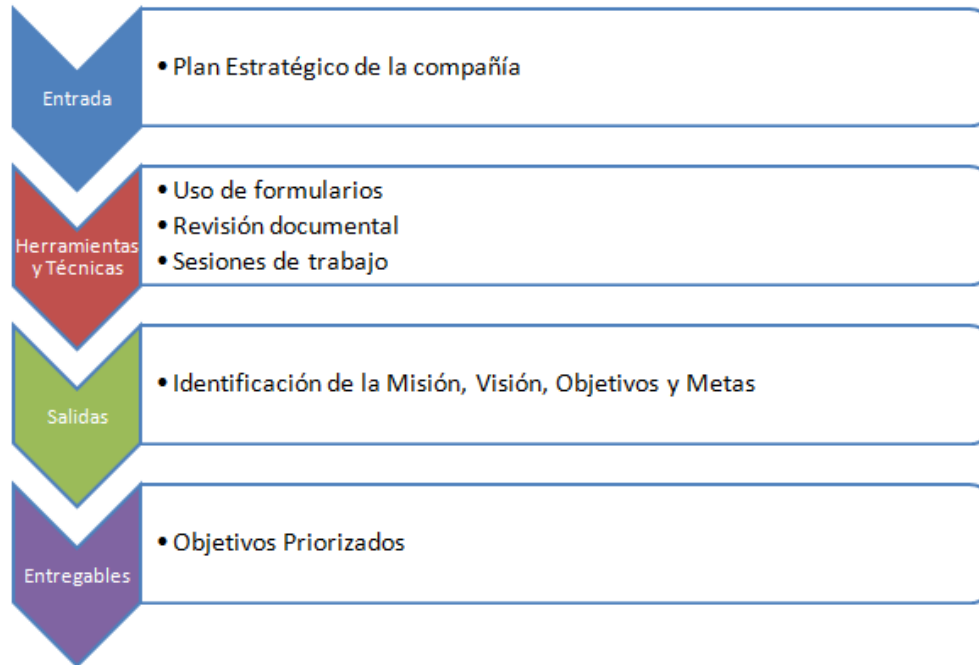 Entrada
• Plan Estratégico de la compañía
Herramientas
y Técnicas
• Uso de formularios
• Revisión documental
• Sesiones de trabajo
Salidas
• Identificación de la Misión, Visión, Objetivos y Metas
Entregables
• Objetivos Priorizados